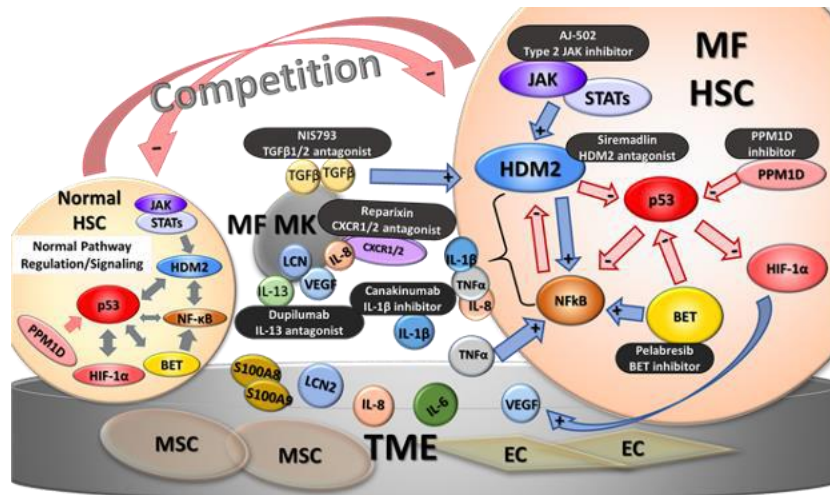 Competition
-
-
Normal
HSC
Normal Pathway
Regulation/Signaling
JAK
STATs
HDM2
p53
NF-κB
PPM1D
HIF-1α
BET
NIS793
TGFβ1/2 antagonist
TGFβ
TGFβ
+
MF MK
Reparixin
CXCR1/2 antagonist
CXCR1/2
IL-8
LCN
VEGF
IL-13
Dupilumab
IL-13 antagonist
Canakinumab
IL-1β inhibitor
IL-1β
IL-1β
TNFα
IL-8
TNFα
+
MF
HSC
AJ-502
Type 2 JAK inhibitor
JAK
STATs
+
HDM2
Siremadlin
HDM2 antagonist
PPM1D
inhibitor
PPM1D
-
-
p53
-
+
-
-
-
HIF-1α
NFkB
+
BET
Pelabresib
BET inhibitor
S100A8
S100A9
LCN2
IL-8
IL-6
VEGF
+
MSC
MSC
TME
EC
EC